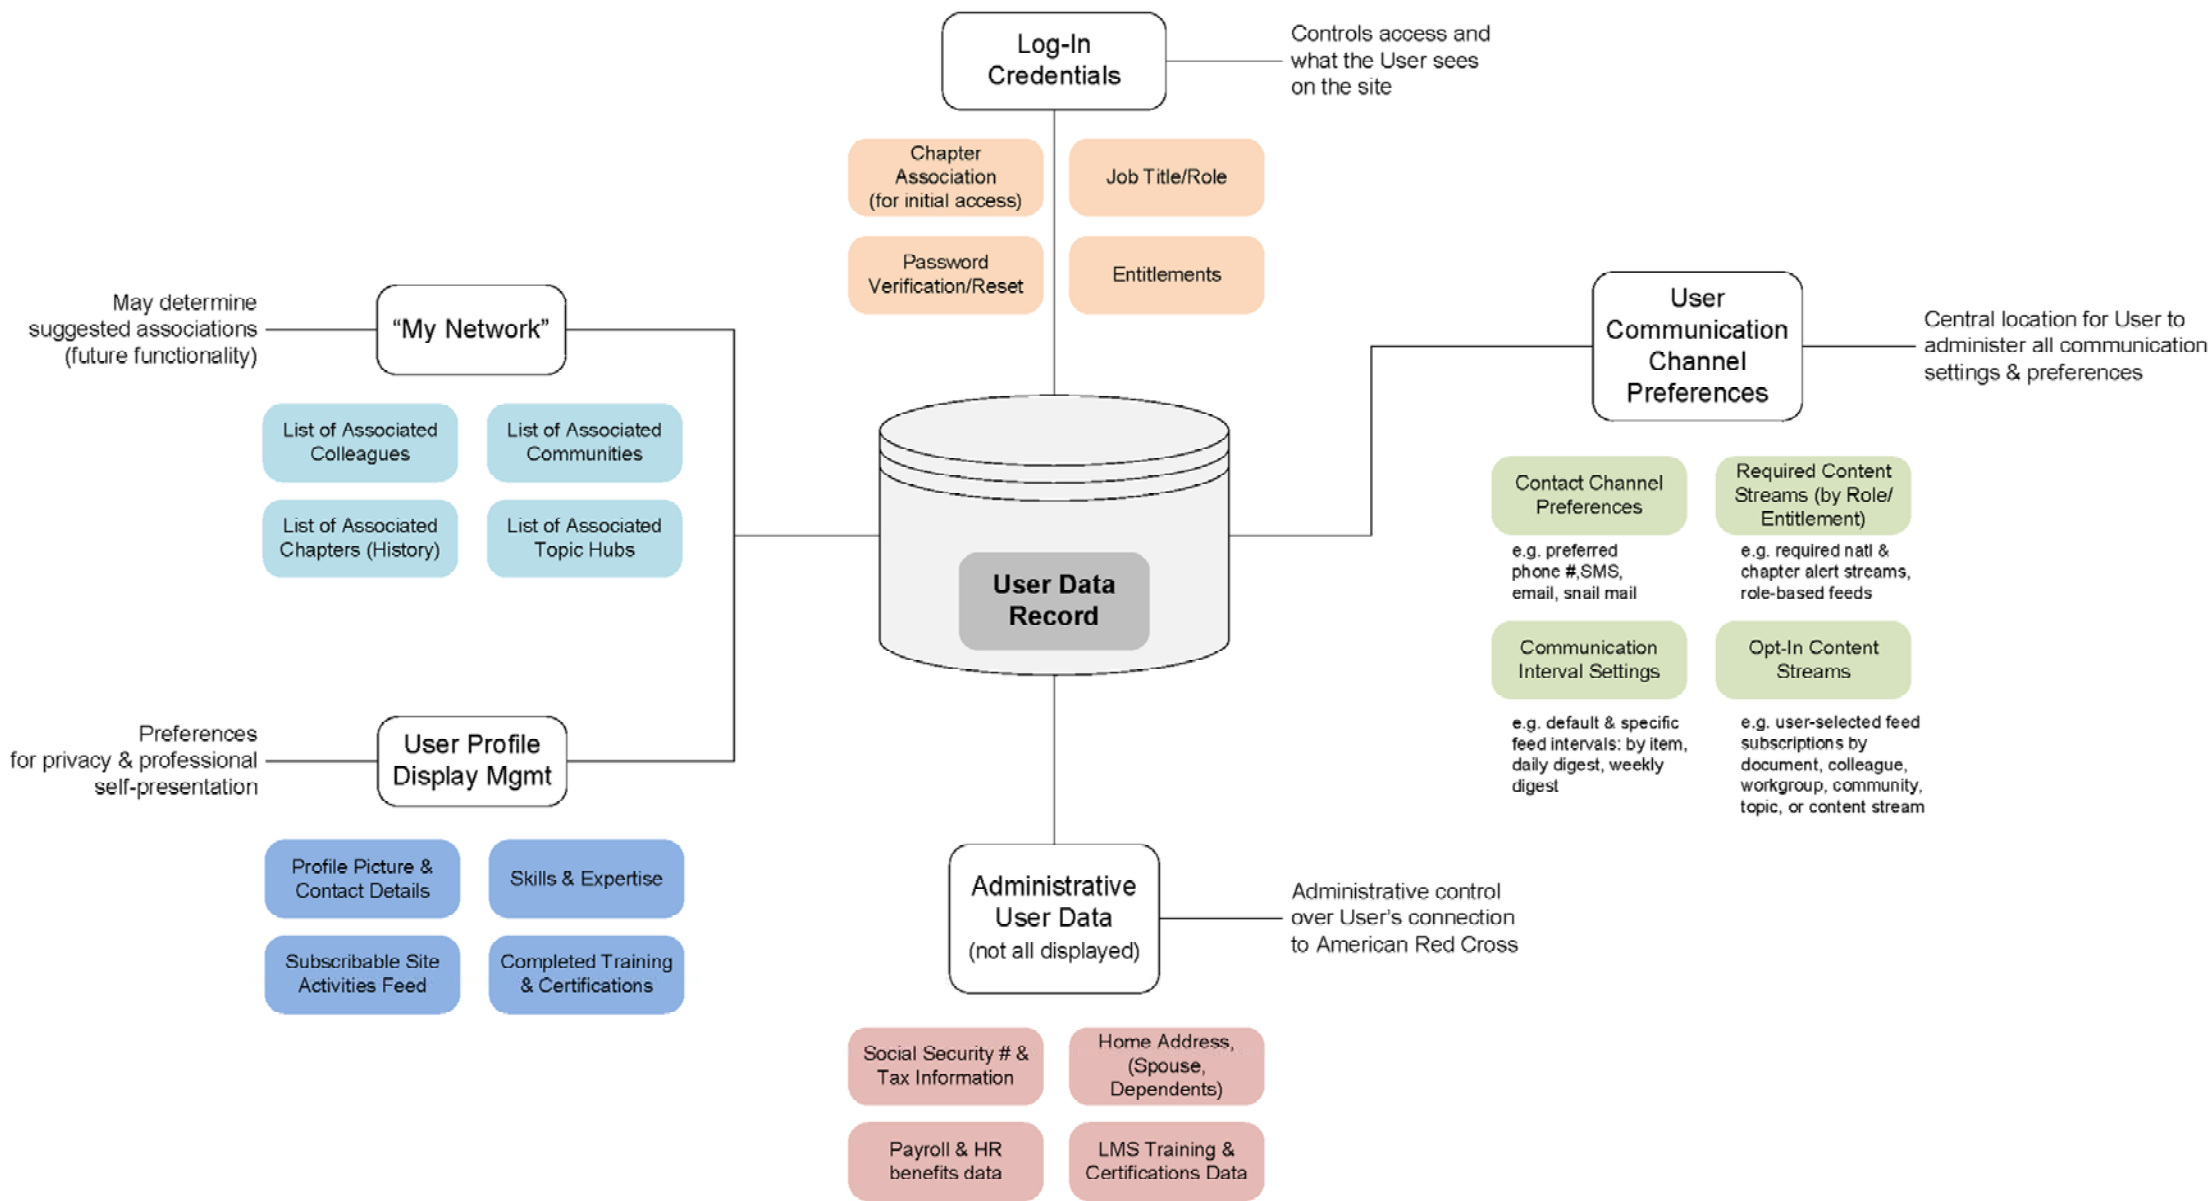 Log-In
Credentials
Controls access and
what the User sees
on the site
Chapter
Association
(for initial access)
Job Title/Role
Password
Verification/Reset
Entitlements
May determine
suggested associations
(future functionality)
“My Network”
List of Associated
Colleagues
List of Associated
Communities
List of Associated
Chapters (History)
List of Associated
Topic Hubs
User
Communication
Channel
Preferences
Central location for User to
administer all communication
settings & preferences
Contact Channel
Preferences
e.g. preferred
phone #,SMS,
email, snail mail
Required Content
Streams (by Role/
Entitlement)
e.g. required natl &
chapter alert streams,
role-based feeds
Communication
Interval Settings
e.g. default & specific
feed intervals: by item,
daily digest, weekly
digest
Opt-In Content
Streams
e.g. user-selected feed
subscriptions by
document, colleague,
workgroup, community,
topic, or content stream
User Data
Record
Preferences
for privacy & professional
self-presentation
User Profile
Display Mgmt
Profile Picture &
Contact Details
Skills & Expertise
Subscribable Site
Activities Feed
Completed Training
& Certifications
Administrative
User Data
(not all displayed)
Administrative control
over User’s connection
to American Red Cross
Social Security # &
Tax Information
Home Address,
(Spouse,
Dependents)
Payroll & HR
benefits data
LMS Training &
Certifications Data